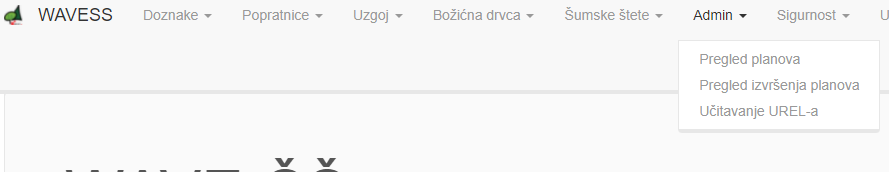 WAVESS Doznake Popratnice Uzgoj Božićna drvca Šumske štete Admin Sigurnost U
Pregled planova
Pregled izvršenja planova
Učitavanje UREL-a